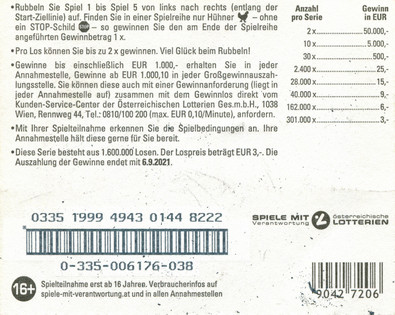 • Rubbeln Sie Spiel 1 bis Spiel 5 von links nach rechts (entlang der
Start-Ziellinie) auf. Finden Sie in einer Spielreihe nur Hühner – ohne
ein STOP-Schild – so gewinnen Sie den am Ende der Spielreihe
angeführten Gewinnbetrag 1 x.
• Pro Los können Sie bis zu 2 x gewinnen. Viel Glück beim Rubbeln!
• Gewinne bis einschließlich EUR 1.000,- erhalten Sie in jeder
Annahmestelle, Gewinne ab EUR 1.000,10 in jeder Großgewinnauszah-
lungsstelle. Sie können diese auch mit einer Gewinnanforderung (liegt in
jeder Annahmestelle auf) zusammen mit dem Gewinnlos direkt vom
Kunden-Service-Center der Österreichischen Lotterien Ges.m.b.H., 1038
Wien, Rennweg 44, Tel.: 0810/100 200 (max. EUR 0,10/Minute), anfordern.
• Mit Ihrer Spielteilnahme erkennen Sie die Spielbedingungen an. Ihre
Annahmestelle hält diese gerne für Sie bereit.
• Diese Serie besteht aus 1.600.000 Losen. Der Lospreis beträgt EUR 3,-. Die
Auszahlung der Gewinne endet mit 6.9.2021.
Anzahl pro Serie Gewinn in EUR
2 x 50.000,-
10 x 5.000,-
30 x 500,-
2.400 x 25,-
28.000 x 15,-
40.000 x 9,-
162.000 x 6,-
301.000 x 3,-
0335 1999 4943 0144 8222
0-335-006176-038
SPIELE MIT Verantwortung
österreichische LOTTERIEN
16+
Spielteilnahme erst ab 16 Jahren. Verbraucherinfos auf
spiele-mit-verantwortung.at und in allen Annahmestellen
9042 7206